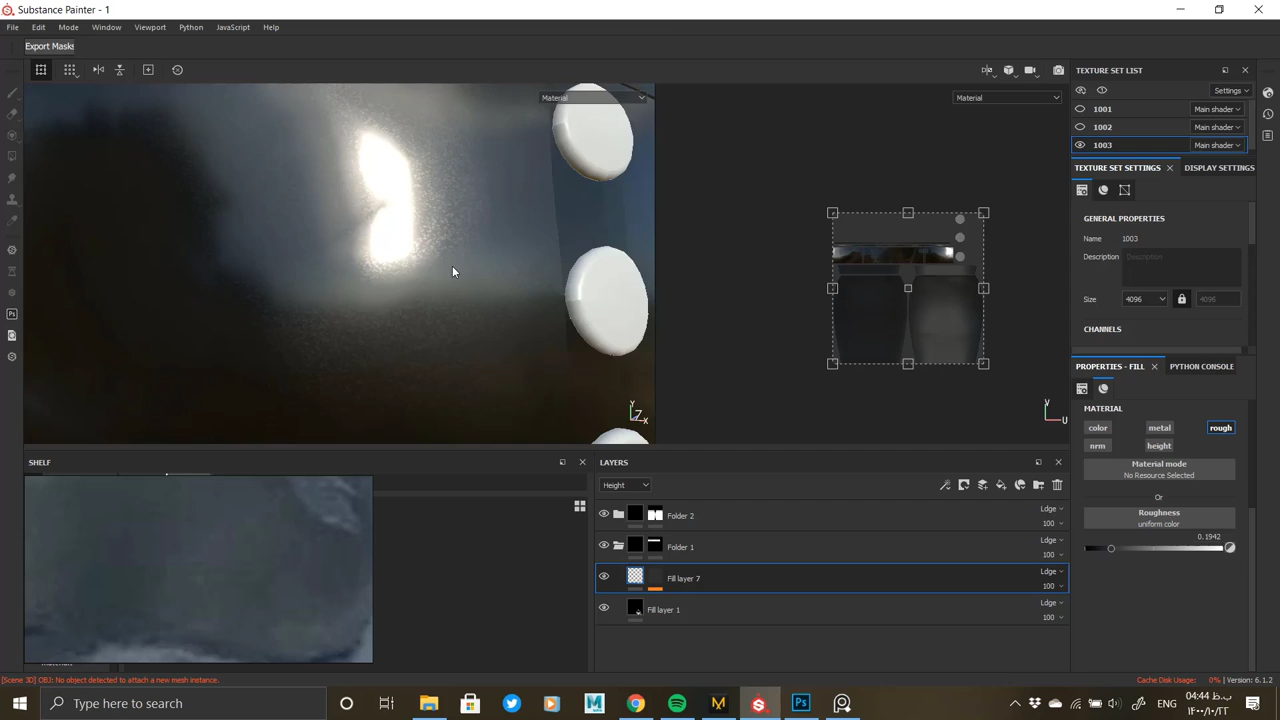 Substance Painter - 1
File Edit Mode Window Viewport Python JavaScript Help
Export Masks
Material
Material
TEXTURE SET LIST
Settings
1001 Main shader
1002 Main shader
1003 Main shader
TEXTURE SET SETTINGS DISPLAY SETTINGS
GENERAL PROPERTIES
Name 1003
Description Description
Size 4096 4096
CHANNELS
PROPERTIES - FILL PYTHON CONSOLE
MATERIAL
color metal rough
nrm height
Material mode
No Resource Selected
Or
Roughness
uniform color
0.1942
Y
Z
X
V
U
SHELF
LAYERS
Height
Folder 2 Ldge
100
Folder 1 Ldge
100
Fill layer 7 Ldge
100
Fill layer 1 Ldge
100
[Scene 3D] OBJ: No object detected to attach a new mesh instance.
Cache Disk Usage: 0% | Version: 6.1.2
Type here to search
ENG
04:44 ب.ظ